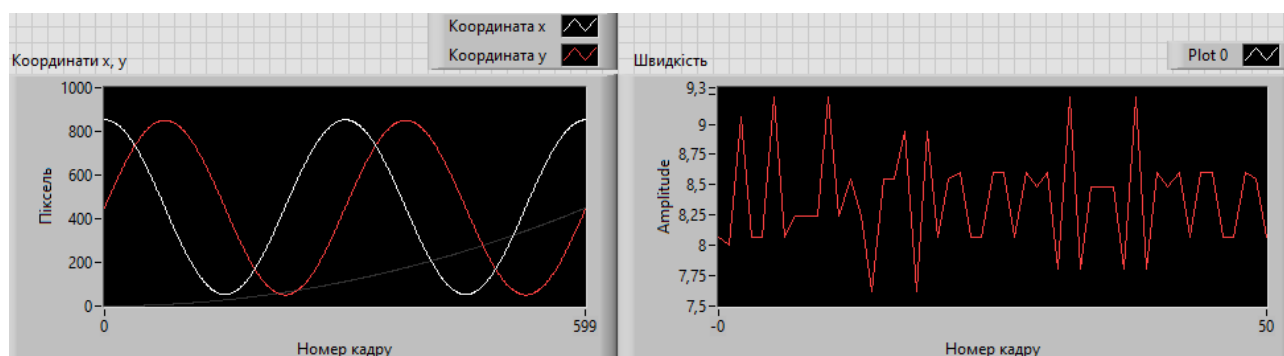 Координата x
Координата y
Координати x, y
1000
800
600
400
200
0
Піксель
0
599
Номер кадру
Plot 0
Швидкість
9,3
9
8,75
8,5
8,25
8
7,75
7,5
Amplitude
-0
50
Номер кадру